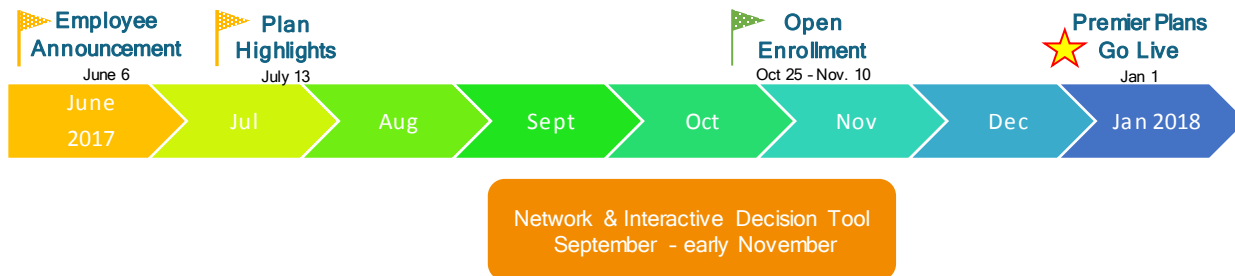 Employee
Announcement
June 6
Plan
Highlights
July 13
Open
Enrollment
Oct 25 - Nov. 10
Premier Plans
Go Live
Jan 1
June
2017
Jul
Aug
Sept
Oct
Nov
Dec
Jan 2018
Network & Interactive Decision Tool
September - early November